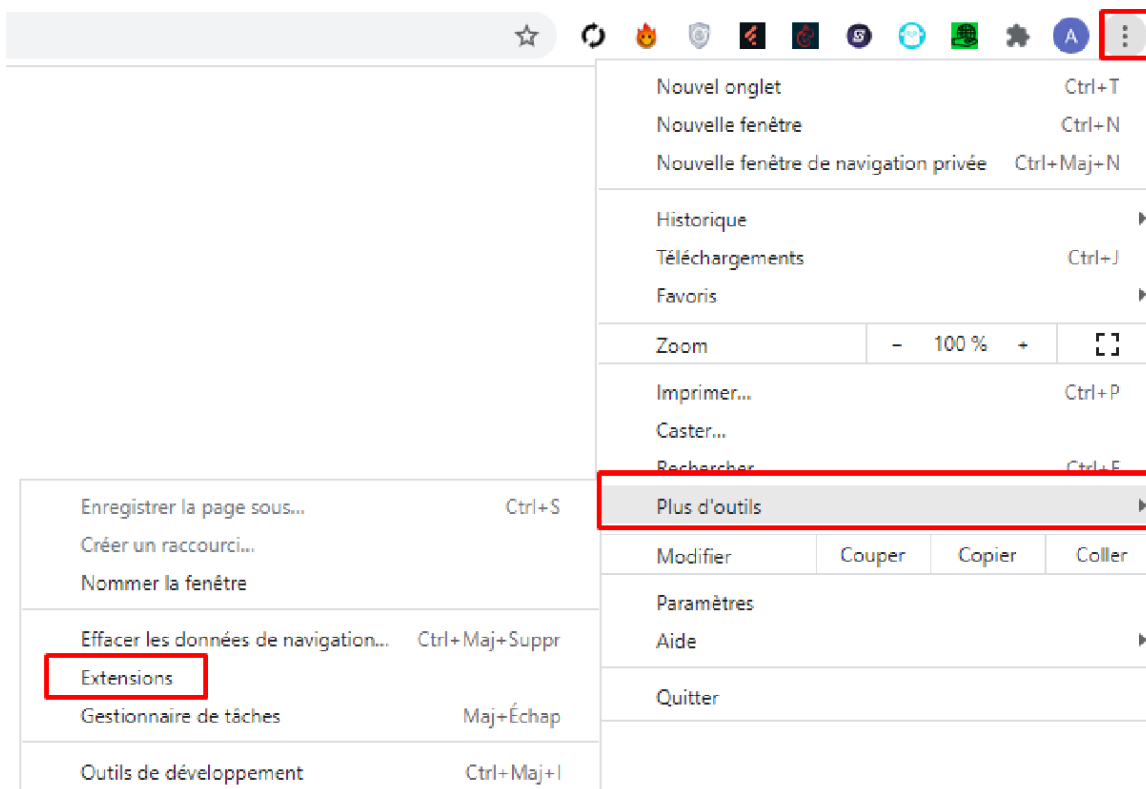 A
Nouvel onglet Ctrl+T
Nouvelle fenêtre Ctrl+N
Nouvelle fenêtre de navigation privée Ctrl+Maj+N
Historique
Téléchargements Ctrl+J
Favoris
Zoom - 100 % +
Imprimer... Ctrl+P
Caster...
Rechercher... Ctrl+F
Plus d'outils
Modifier Couper Copier Coller
Paramètres
Aide
Quitter
Enregistrer la page sous... Ctrl+S
Créer un raccourci...
Nommer la fenêtre
Effacer les données de navigation... Ctrl+Maj+Suppr
Extensions
Gestionnaire de tâches Maj+Échap
Outils de développement Ctrl+Maj+I